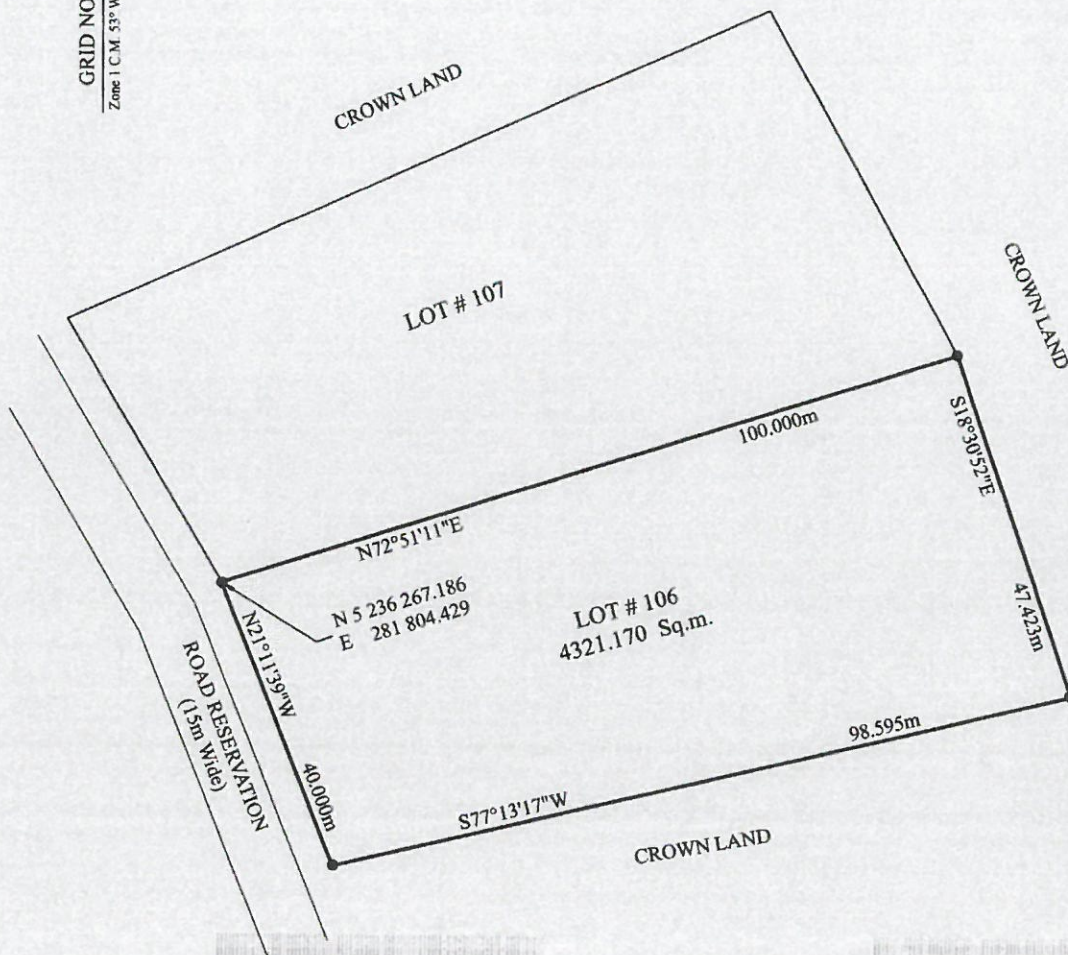 GRID NO
Zone 1 C.M. 53° W
CROWN LAND
LOT # 107
CROWN LAND
100.000m
N72°51'11"E
S18°30'52"E
47.423m
N 5 236 267.186
E 281 804.429
LOT # 106
4321.170 Sq.m.
N21°11'39"W
40.000m
ROAD RESERVATION
(15m Wide)
98.595m
S77°13'17"W
CROWN LAND